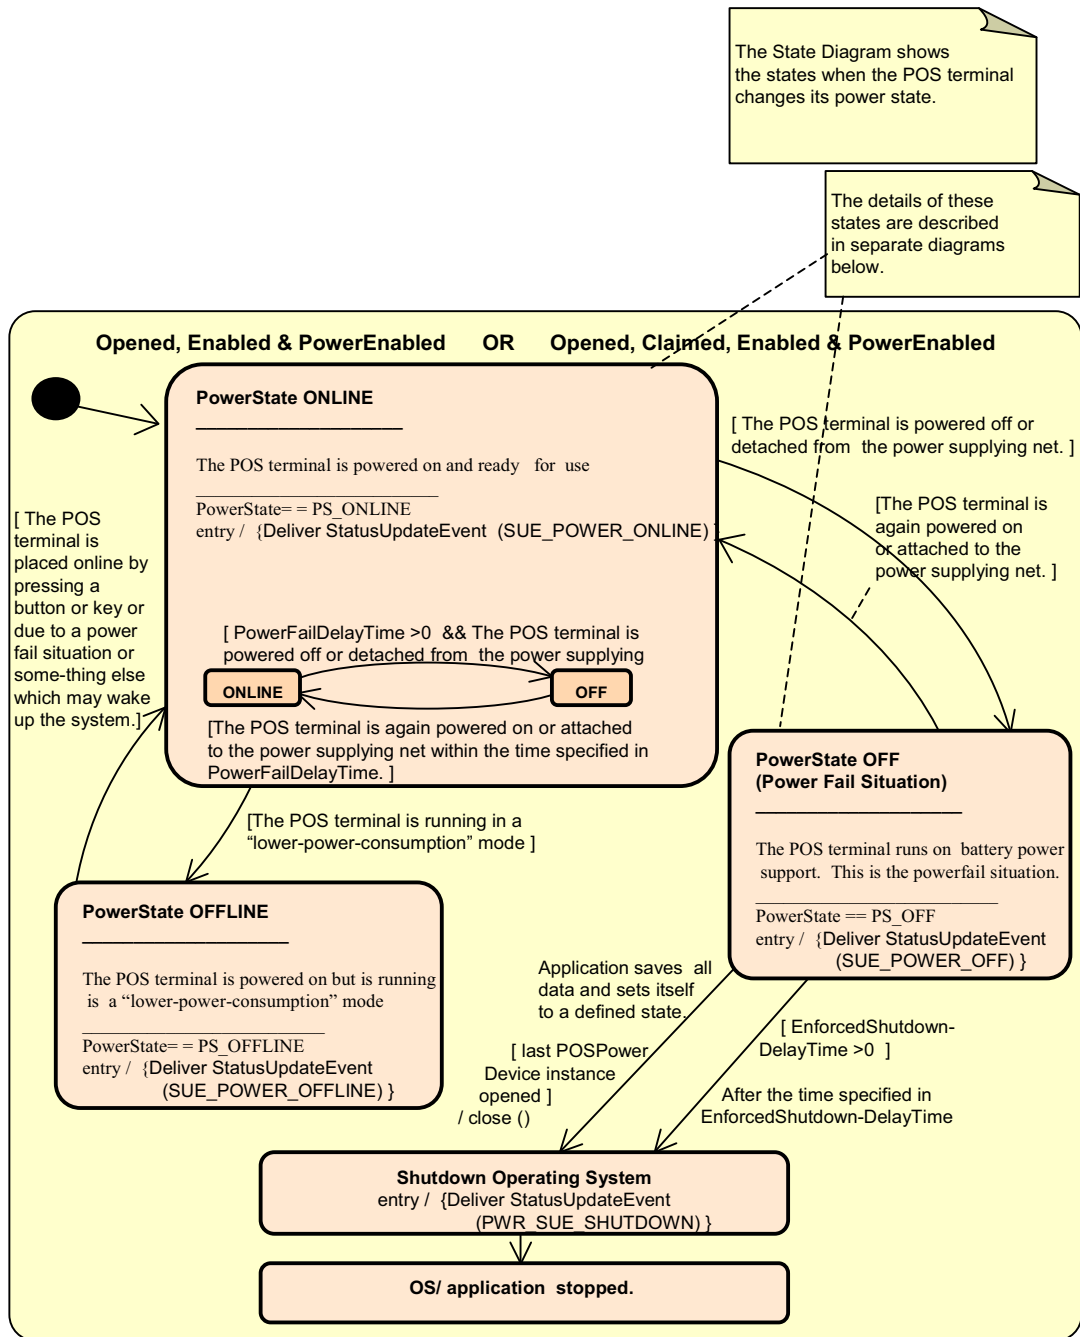 The State Diagram shows
the states when the POS terminal
changes its power state.
The details of these
states are described
in separate diagrams
below.
Opened, Enabled & PowerEnabled OR Opened, Claimed, Enabled & PowerEnabled
PowerState ONLINE
The POS terminal is powered on and ready for use
PowerState= = PS_ONLINE
entry / {Deliver StatusUpdateEvent (SUE_POWER_ONLINE) }
[ PowerFailDelayTime >0 && The POS terminal is
powered off or detached from the power supplying
ONLINE
OFF
[The POS terminal is again powered on or attached
to the power supplying net within the time specified in
PowerFailDelayTime. ]
[ The POS terminal is powered off or
detached from the power supplying net. ]
[The POS terminal is
again powered on
or attached to the
power supplying net. ]
[ The POS
terminal is
placed online by
pressing a
button or key or
due to a power
fail situation or
some-thing else
which may wake
up the system.]
[The POS terminal is running in a
“lower-power-consumption” mode ]
PowerState OFF
(Power Fail Situation)
The POS terminal runs on battery power
support. This is the powerfail situation.
PowerState == PS_OFF
entry / {Deliver StatusUpdateEvent
(SUE_POWER_OFF) }
PowerState OFFLINE
The POS terminal is powered on but is running
is a “lower-power-consumption” mode
PowerState= = PS_OFFLINE
entry / {Deliver StatusUpdateEvent
(SUE_POWER_OFFLINE) }
Application saves all
data and sets itself
to a defined state.
[ last POSPower
Device instance
opened ]
/ close ()
[ EnforcedShutdown-
DelayTime >0 ]
After the time specified in
EnforcedShutdown-DelayTime
Shutdown Operating System
entry / {Deliver StatusUpdateEvent
(PWR_SUE_SHUTDOWN) }
OS/ application stopped.